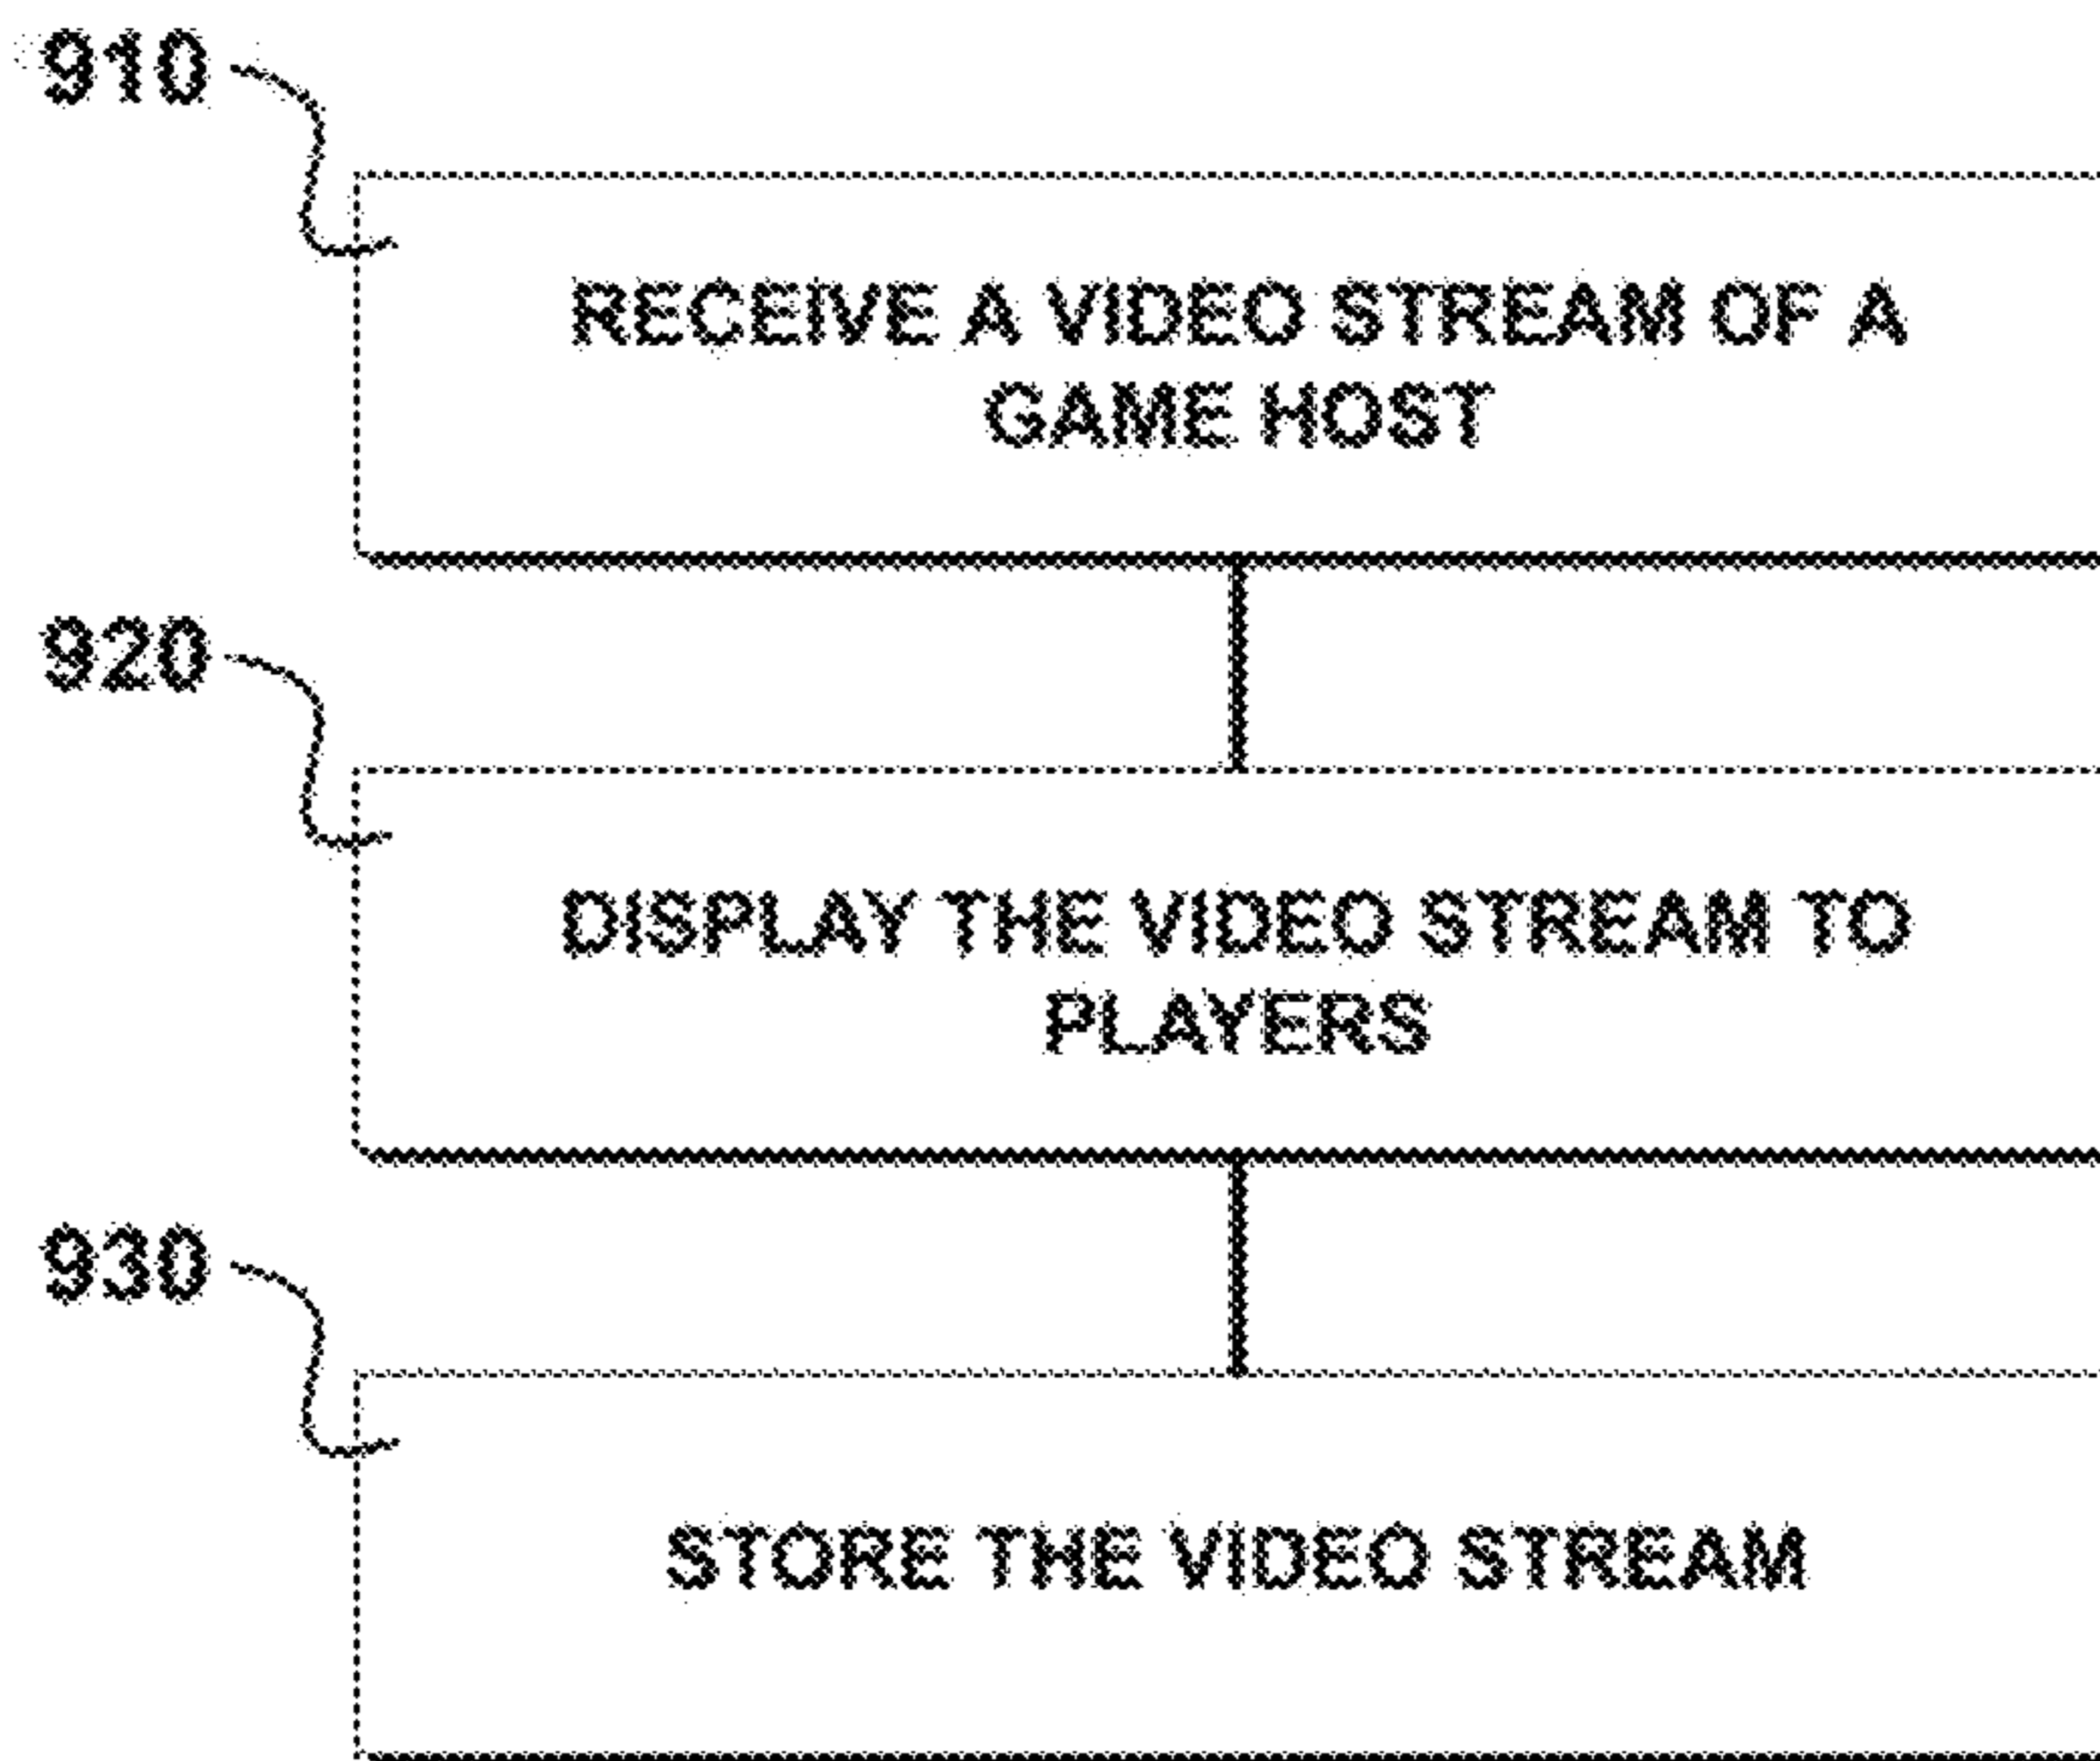 910
RECEIVE A VIDEO STREAM OF A
GAME HOST
920
DISPLAY THE VIDEO STREAM TO
PLAYERS
930
STORE THE VIDEO STREAM